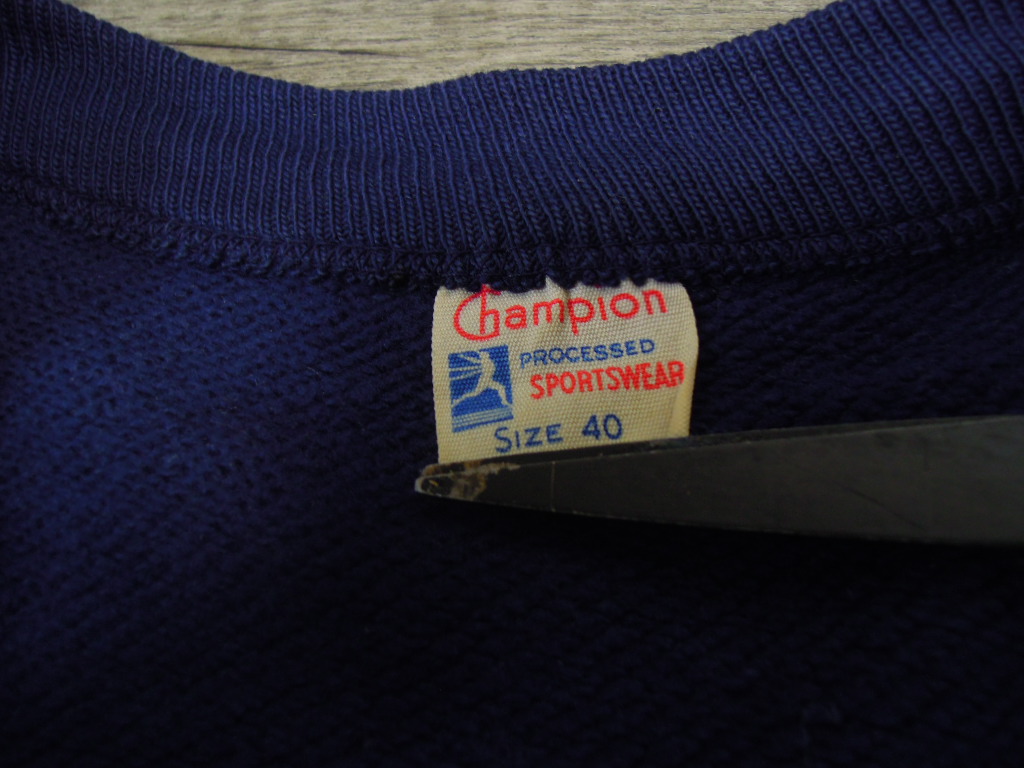 Champion
PROCESSED
SPORTSWEAR
SIZE 40